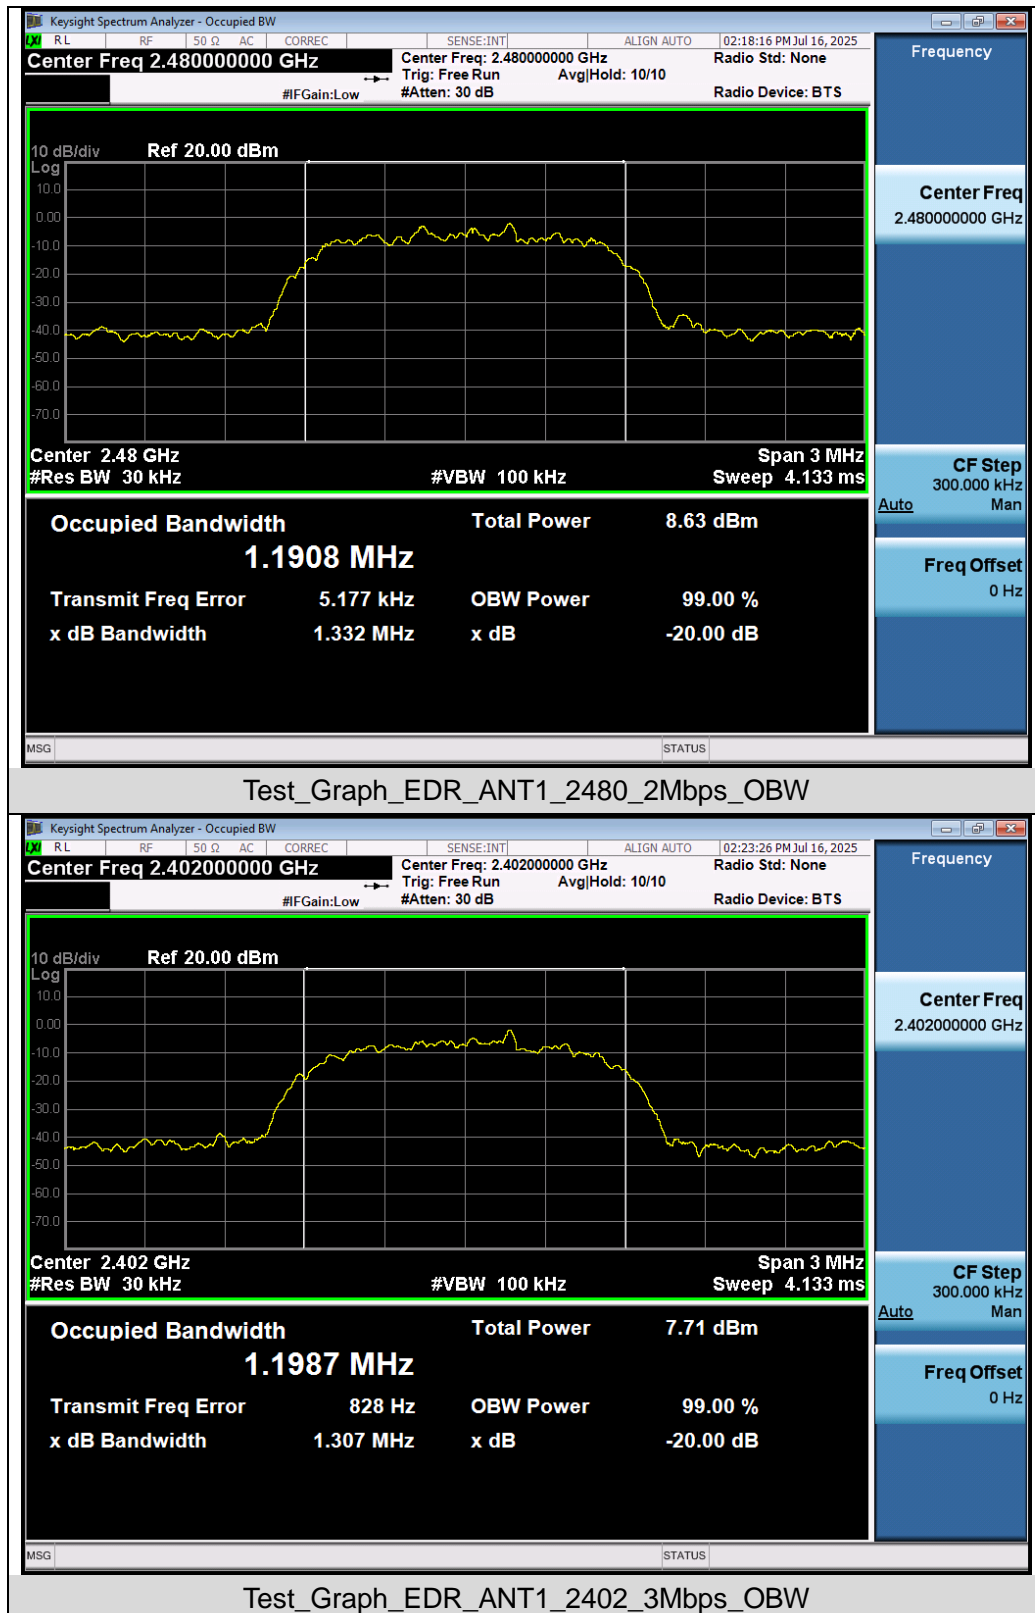 Keysight Spectrum Analyzer - Occupied BW
LXI RL RF 50 Ω AC CORREC SENSE:INT ALIGN AUTO 02:18:16 PM Jul 16, 2025
Center Freq 2.480000000 GHz
Center Freq: 2.480000000 GHz
Radio Std: None
Trig: Free Run Avg|Hold: 10/10
#IFGain:Low
#Atten: 30 dB
Radio Device: BTS
10 dB/div Ref 20.00 dBm
Log
10.0
0.00
-10.0
-20.0
-30.0
-40.0
-50.0
-60.0
-70.0
Center 2.48 GHz Span 3 MHz
#Res BW 30 kHz #VBW 100 kHz Sweep 4.133 ms
Occupied Bandwidth Total Power 8.63 dBm
1.1908 MHz
Transmit Freq Error 5.177 kHz OBW Power 99.00 %
x dB Bandwidth 1.332 MHz x dB -20.00 dB
MSG STATUS
Frequency
Center Freq
2.480000000 GHz
CF Step
300.000 kHz
Auto Man
Freq Offset
0 Hz
Test_Graph_EDR_ANT1_2480_2Mbps_OBW
Keysight Spectrum Analyzer - Occupied BW
LXI RL RF 50 Ω AC CORREC SENSE:INT ALIGN AUTO 02:23:26 PM Jul 16, 2025
Center Freq 2.402000000 GHz
Center Freq: 2.402000000 GHz
Radio Std: None
Trig: Free Run Avg|Hold: 10/10
#IFGain:Low
#Atten: 30 dB
Radio Device: BTS
10 dB/div Ref 20.00 dBm
Log
10.0
0.00
-10.0
-20.0
-30.0
-40.0
-50.0
-60.0
-70.0
Center 2.402 GHz Span 3 MHz
#Res BW 30 kHz #VBW 100 kHz Sweep 4.133 ms
Occupied Bandwidth Total Power 7.71 dBm
1.1987 MHz
Transmit Freq Error 828 Hz OBW Power 99.00 %
x dB Bandwidth 1.307 MHz x dB -20.00 dB
MSG STATUS
Frequency
Center Freq
2.402000000 GHz
CF Step
300.000 kHz
Auto Man
Freq Offset
0 Hz
Test_Graph_EDR_ANT1_2402_3Mbps_OBW